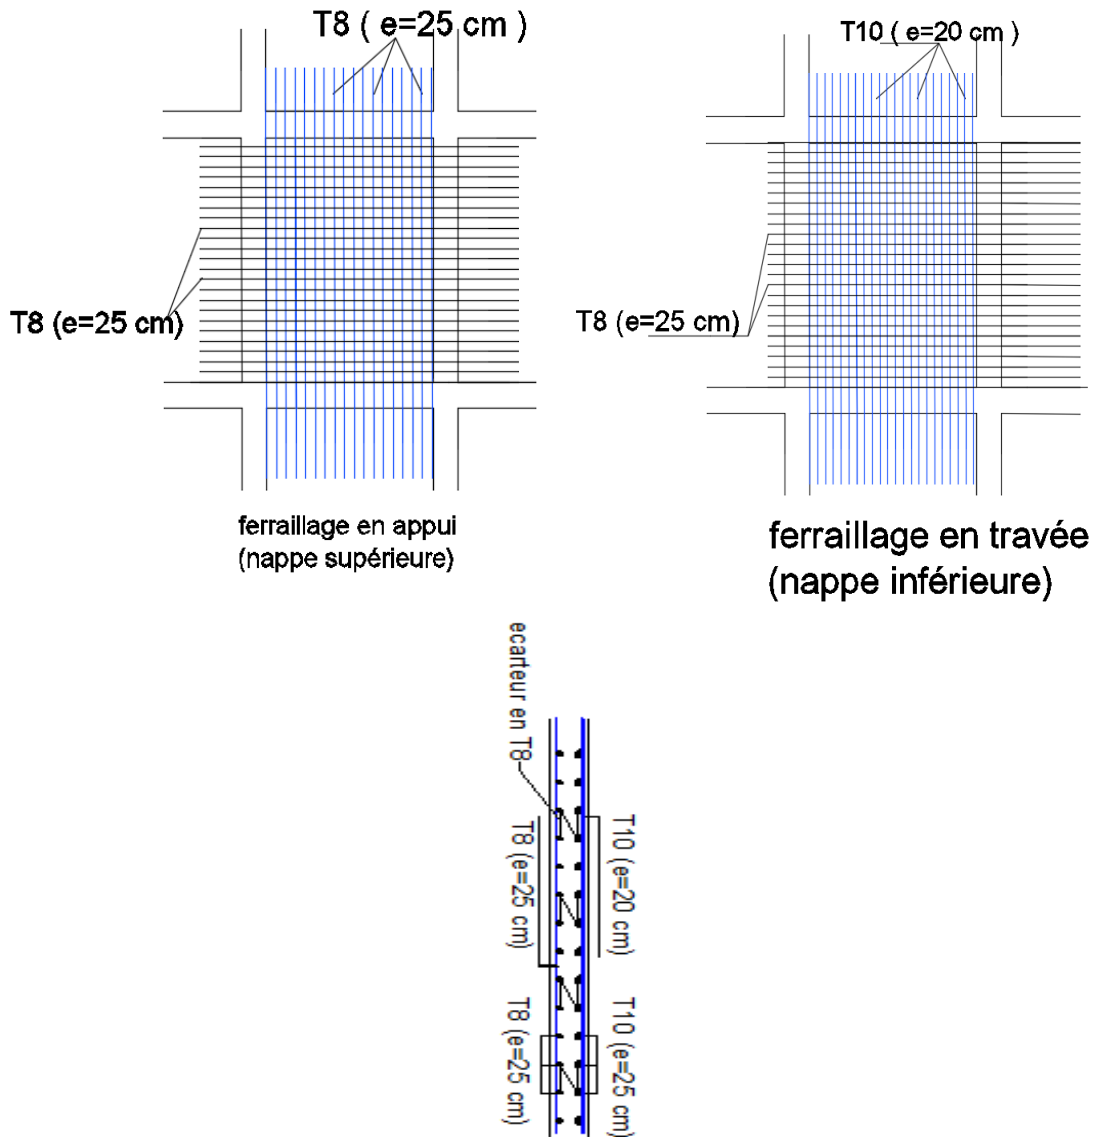 T8 ( e=25 cm )
T10 ( e=20 cm )
T8 (e=25 cm)
T8 (e=25 cm)
ferraillage en appui
(nappe supérieure)
ferraillage en travée
(nappe inférieure)
ecarteur en T8
T8 (e=25 cm)
T10 (e=20 cm)
T8 (e=25 cm)
T10 (e=25 cm)